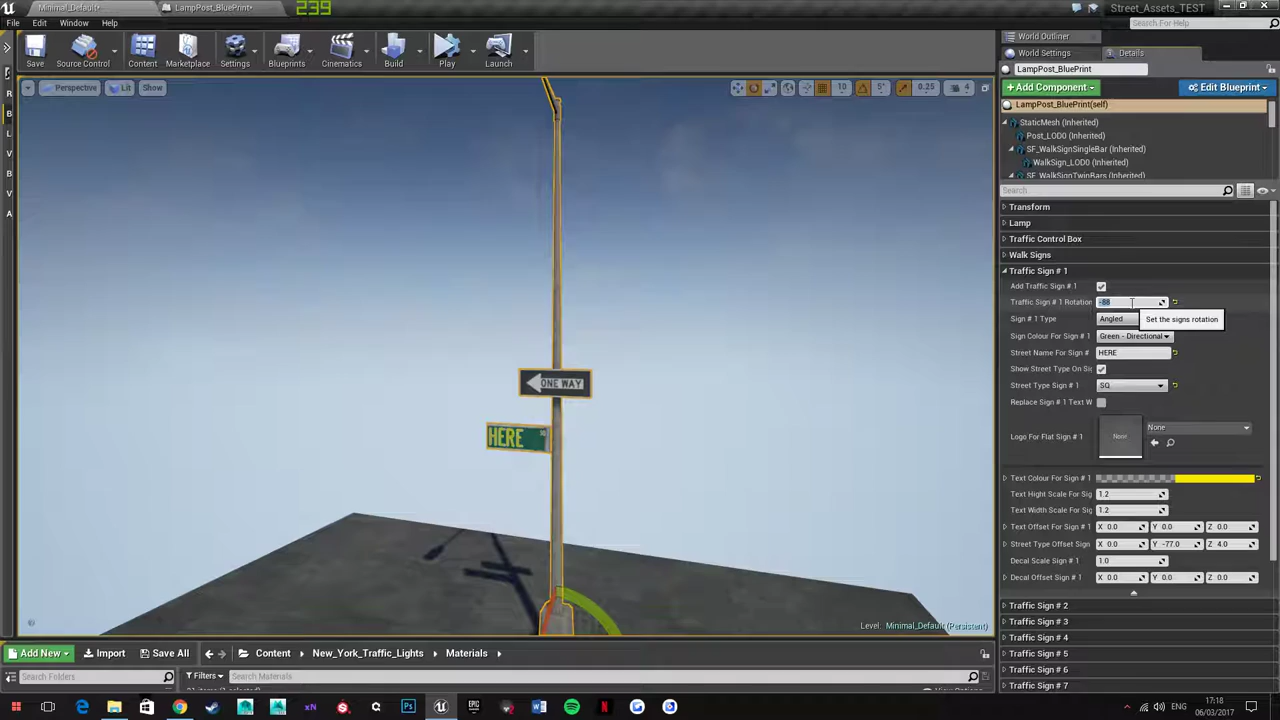 Minimal_Default*
LampPost_BluePrint*
239
Street_Assets_TEST
File Edit Window Help
Search For Help
Save
Source Control
Content
Marketplace
Settings
Blueprints
Cinematics
Build
Play
Launch
World Outliner
World Settings
Details
LampPost_BluePrint
+Add Component
Edit Blueprint
LampPost_BluePrint(self)
StaticMesh (Inherited)
Post_LOD0 (Inherited)
SF_WalkSignSingleBar (Inherited)
WalkSign_LOD0 (Inherited)
SF_WalkSignTwinBars (Inherited)
Perspective
Lit
Show
10
5°
0.25
4
R
B
L
V
B
V
A
Search
Transform
Lamp
Traffic Control Box
Walk Signs
Traffic Sign # 1
Add Traffic Sign # 1
Traffic Sign # 1 Rotation -88
Sign # 1 Type Angled
Set the signs rotation
Sign Colour For Sign # 1 Green - Directional
Street Name For Sign # HERE
Show Street Type On Sig
Street Type Sign # 1 SQ
Replace Sign # 1 Text W
Logo For Flat Sign # 1 None None
Text Colour For Sign # 1
Text Hight Scale For Sig 1.2
Text Width Scale For Sig 1.2
Text Offset For Sign # 1 X 0.0 Y 0.0 Z 0.0
Street Type Offset Sign X 0.0 Y -77.0 Z 4.0
Decal Scale Sign # 1 1.0
Decal Offset Sign # 1 X 0.0 Y 0.0 Z 0.0
Traffic Sign # 2
Traffic Sign # 3
Traffic Sign # 4
Traffic Sign # 5
Traffic Sign # 6
Traffic Sign # 7
ONE WAY
HERE
Level: Minimal_Default (Persistent)
Add New
Import
Save All
Content
New_York_Traffic_Lights
Materials
Search Folders
Filters
Search Materials
View Options
ENG
17:18
06/03/2017